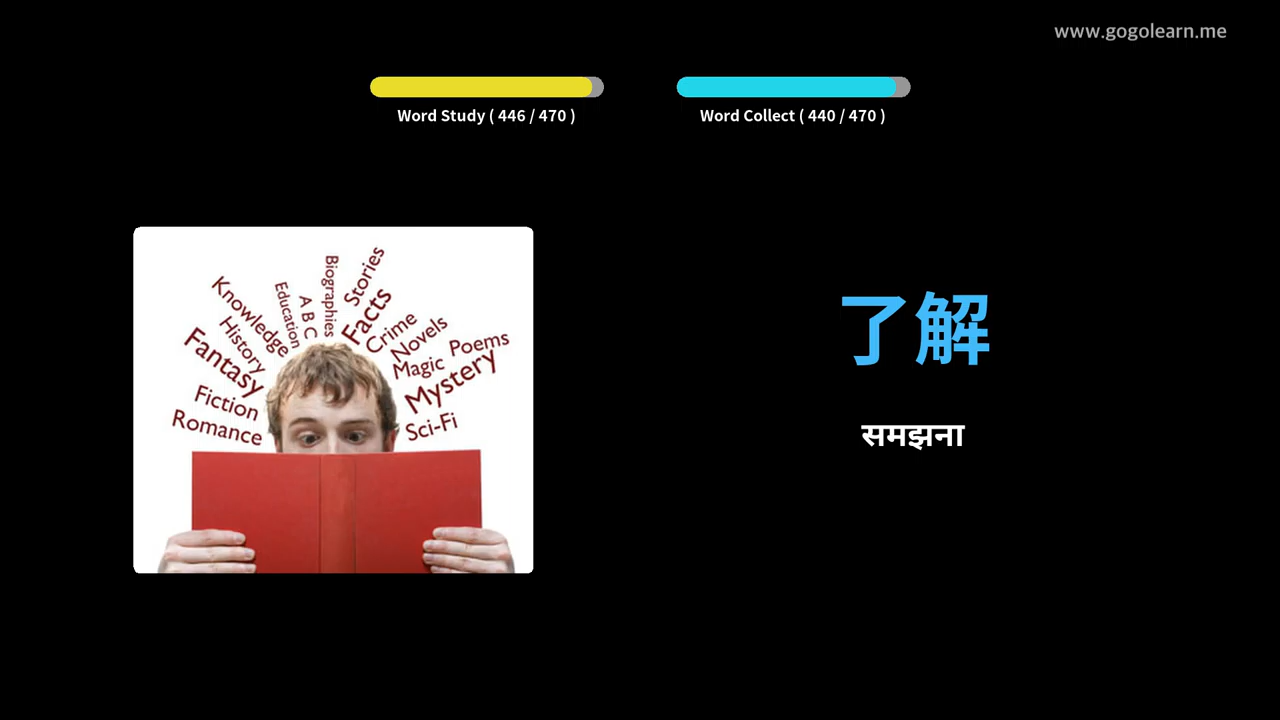 www.gogolearn.me
Word Study ( 446 / 470 )
Word Collect ( 440 / 470 )
Biographies
Stories
Education
A B C
Facts
Knowledge
Crime
History
Novels
Poems
Fantasy
Magic
Mystery
Fiction
Romance
Sci-Fi
了解
समझना